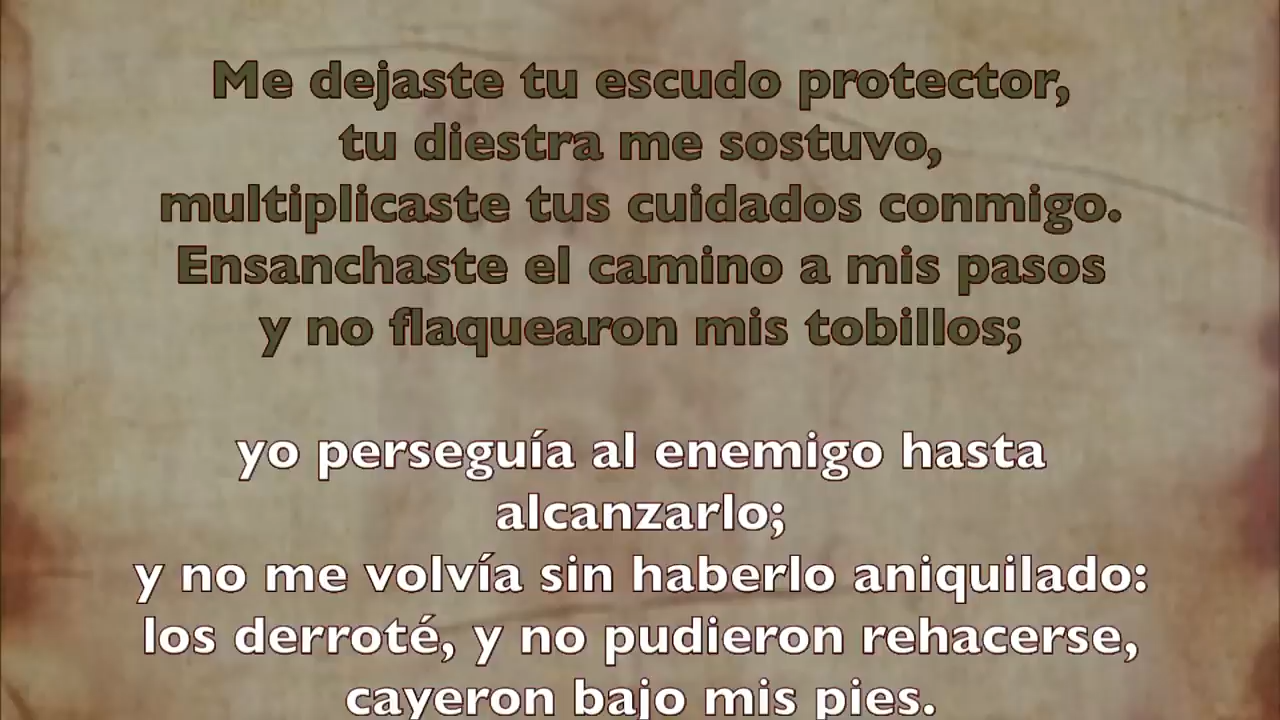 Me dejaste tu escudo protector,
tu diestra me sostuvo,
multiplicaste tus cuidados conmigo.
Ensanchaste el camino a mis pasos
y no flaquearon mis tobillos;
yo perseguía al enemigo hasta
alcanzarlo;
y no me volvía sin haberlo aniquilado:
los derroté, y no pudieron rehacerse,
cayeron bajo mis pies.